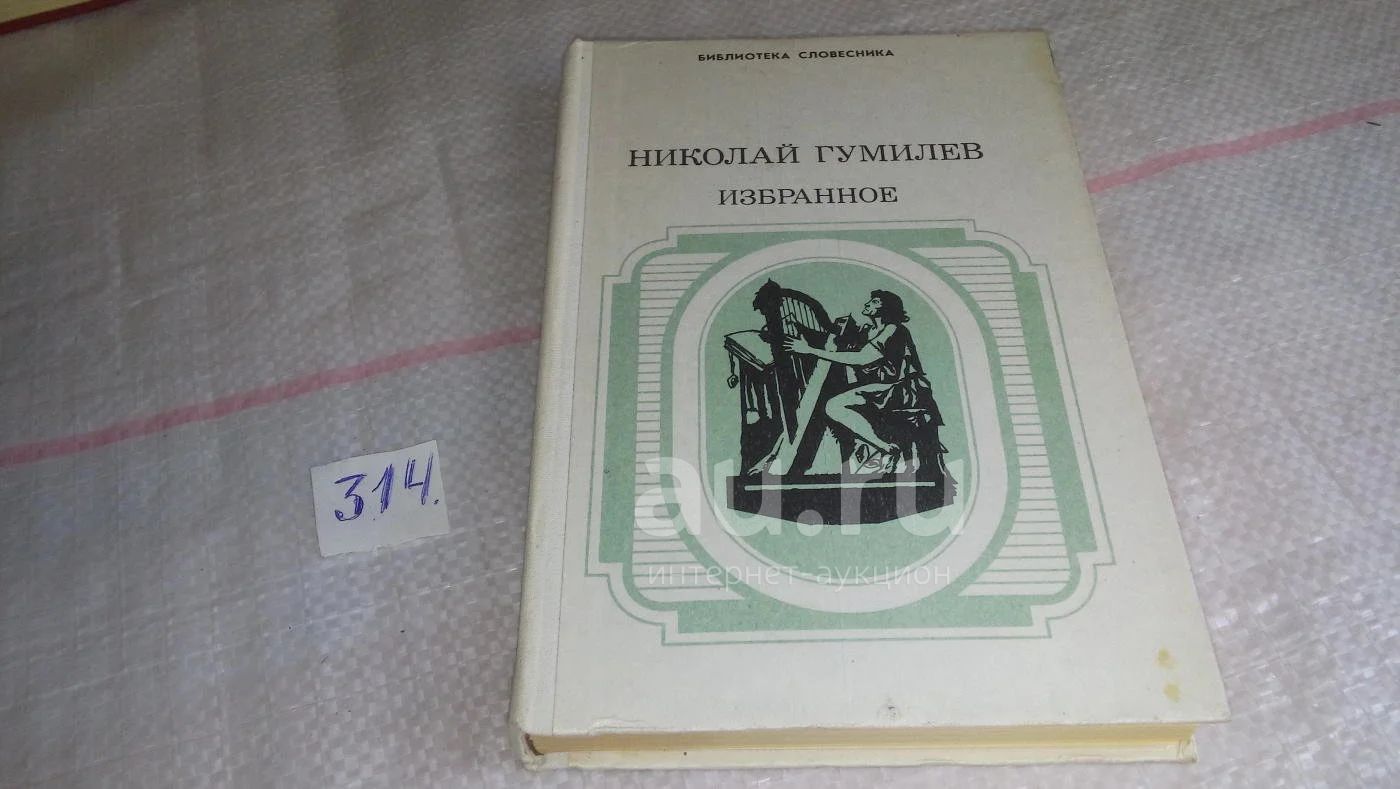 БИБЛИОТЕКА СЛОВЕСНИКА
НИКОЛАЙ ГУМИЛЕВ
ИЗБРАННОЕ
314.
au.ru
интернет-аукцион